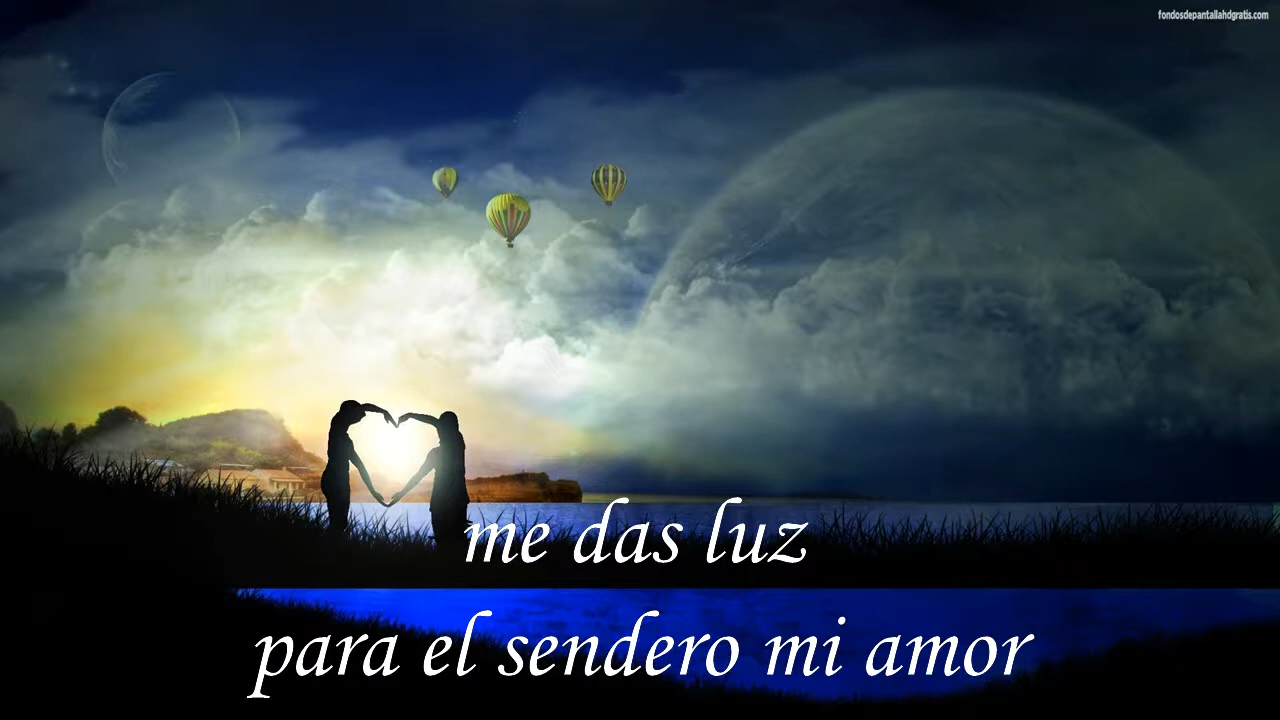 fondosdepantallahdgratis.com
me das luz
para el sendero mi amor